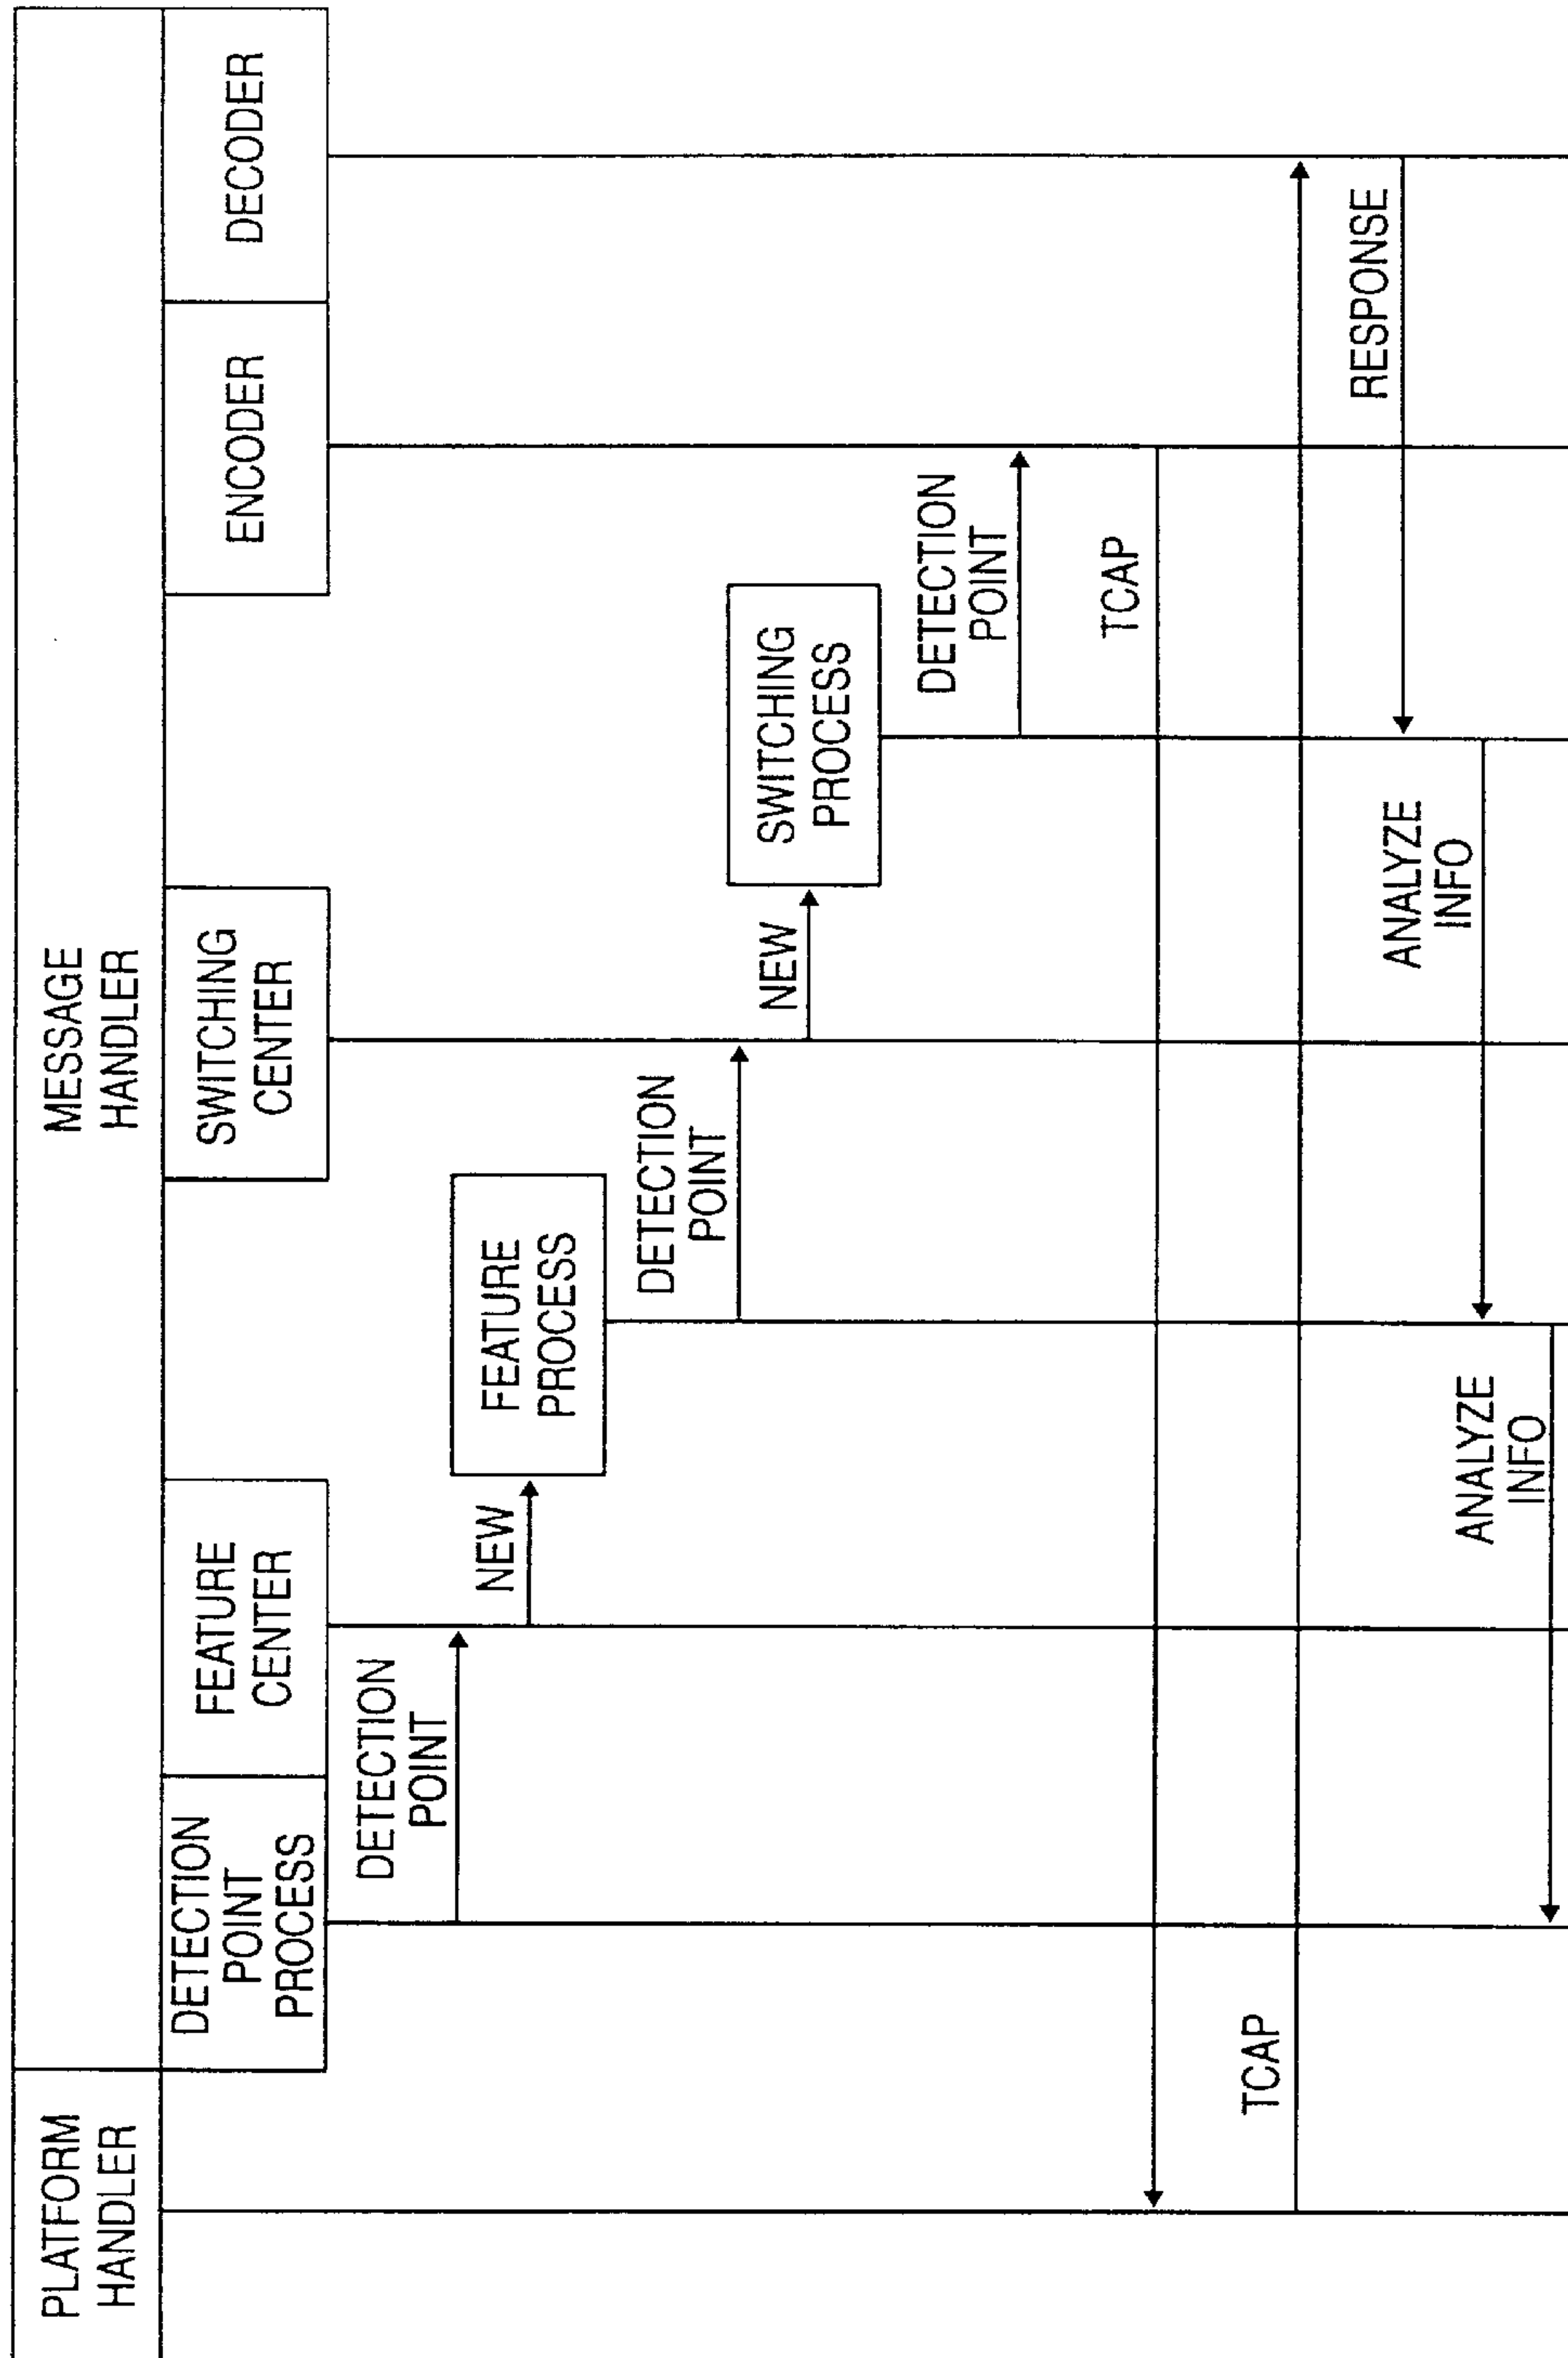 PLATFORM
HANDLER
MESSAGE
HANDLER
DETECTION
POINT
PROCESS
FEATURE
CENTER
SWITCHING
CENTER
ENCODER
DECODER
DETECTION
POINT
NEW
FEATURE
PROCESS
DETECTION
POINT
NEW
SWITCHING
PROCESS
DETECTION
POINT
TCAP
TCAP
RESPONSE
ANALYZE
INFO
ANALYZE
INFO